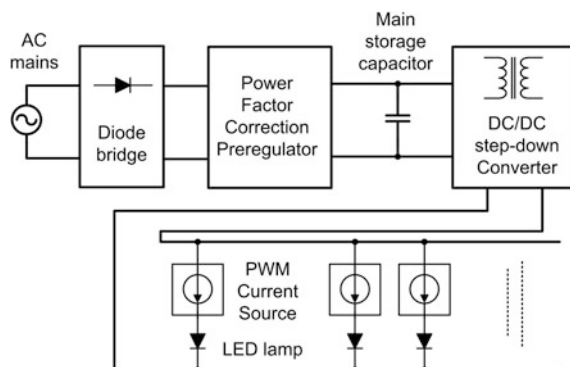 AC
mains
Diode
bridge
Power
Factor
Correction
Preregulator
Main
storage
capacitor
DC/DC
step-down
Converter
PWM
Current
Source
LED lamp